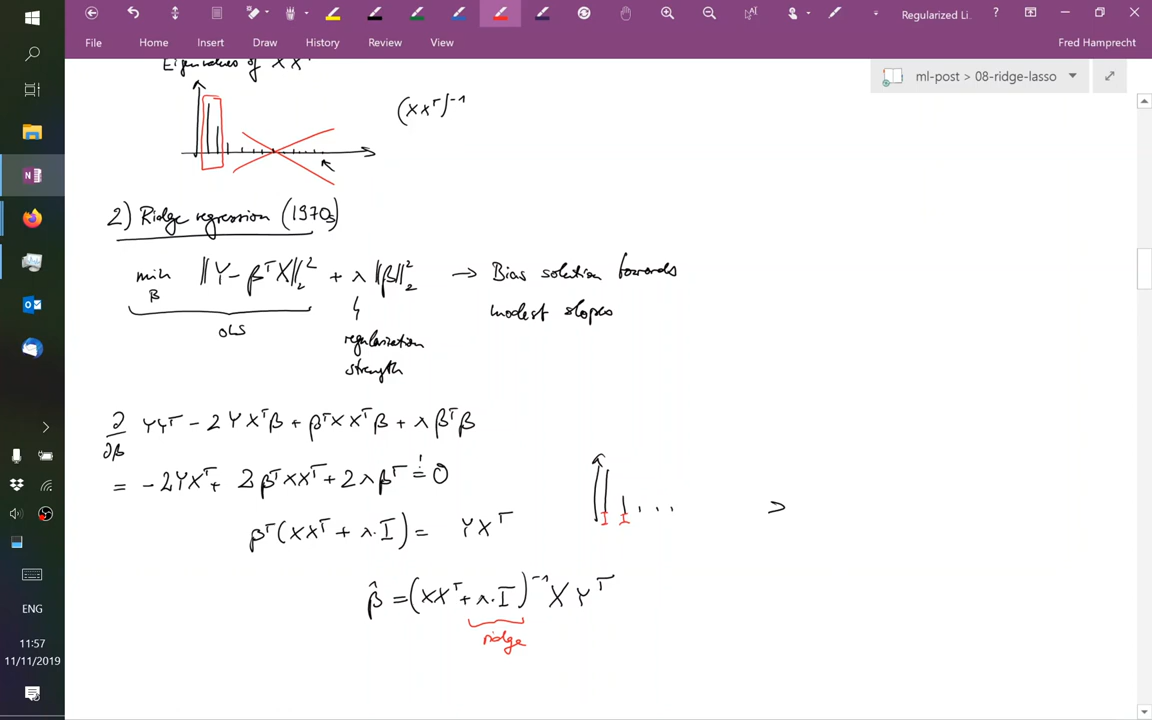 Regularized Li...
File Home Insert Draw History Review View
Fred Hamprecht
ml-post > 08-ridge-lasso
Eigenvalues of X Xᵀ
(XXᵀ)⁻¹
2) Ridge regression (1970s)
min β ‖Y - βᵀX‖₂² + λ ‖β‖₂² → Bias solution towards
modest slopes
OLS
regularization
strength
∂/∂β YYᵀ - 2YXᵀβ + βᵀXXᵀβ + λβᵀβ
= -2YXᵀ + 2βᵀXXᵀ + 2λβᵀ != 0
βᵀ(XXᵀ + λ·I) = YXᵀ
β̂ = (XXᵀ + λ·I)⁻¹ X Yᵀ
ridge
ENG
11:57
11/11/2019